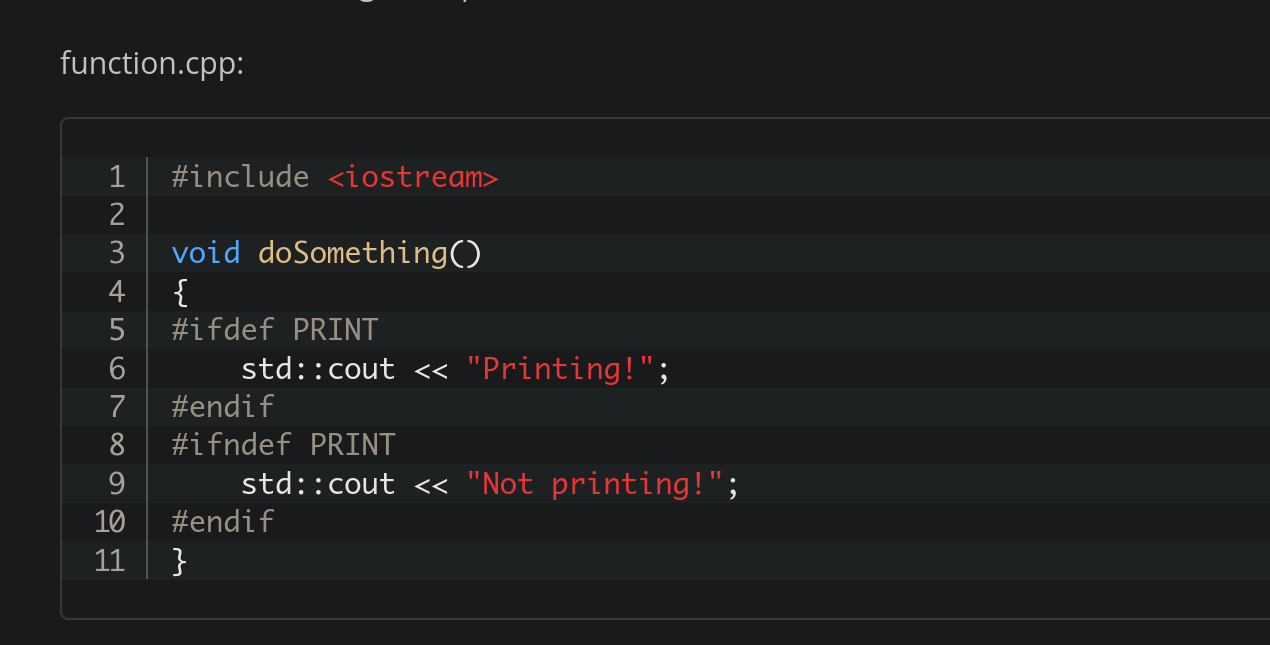 function.cpp:
1 #include <iostream>
2
3 void doSomething()
4 {
5 #ifdef PRINT
6     std::cout << "Printing!";
7 #endif
8 #ifndef PRINT
9     std::cout << "Not printing!";
10 #endif
11 }